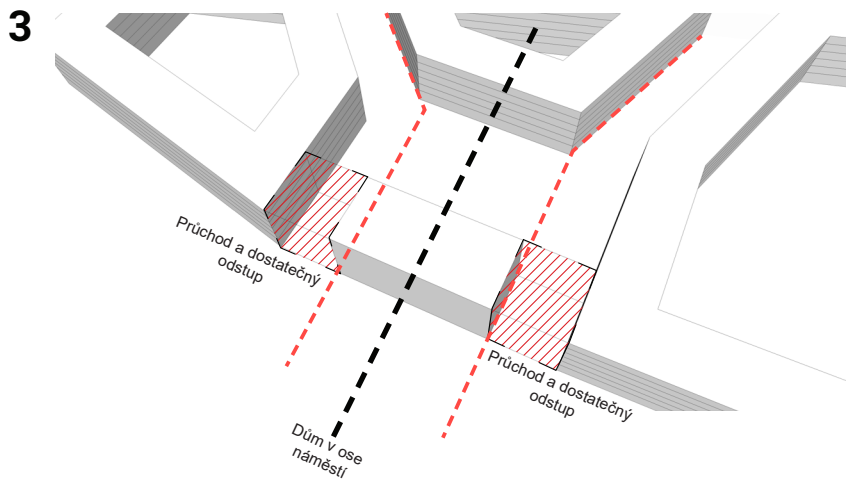 3
Průchod a dostatečný
odstup
Průchod a dostatečný
odstup
Dům v ose
náměstí